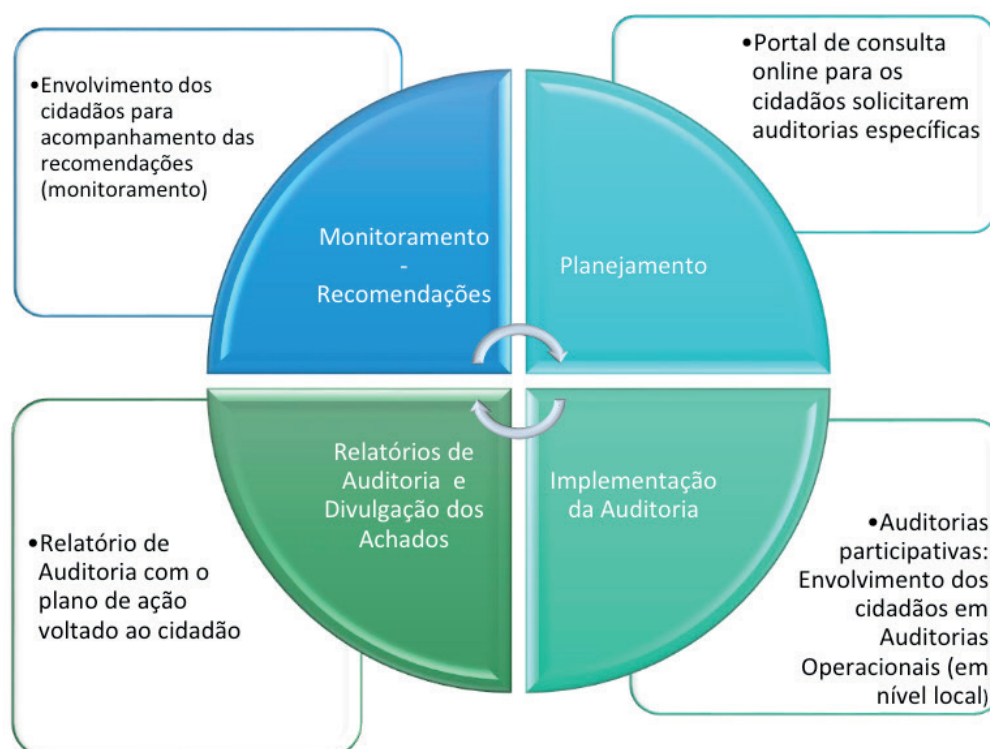 •Envolvimento dos
cidadãos para
acompanhamento das
recomendações
(monitoramento)
•Portal de consulta
online para os
cidadãos solicitarem
auditorias específicas
Monitoramento
-
Recomendações
Planejamento
Relatórios de
Auditoria e
Divulgação dos
Achados
Implementação
da Auditoria
•Relatório de
Auditoria com o
plano de ação
voltado ao cidadão
•Auditorias
participativas:
Envolvimento dos
cidadãos em
Auditorias
Operacionais (em
nível local)